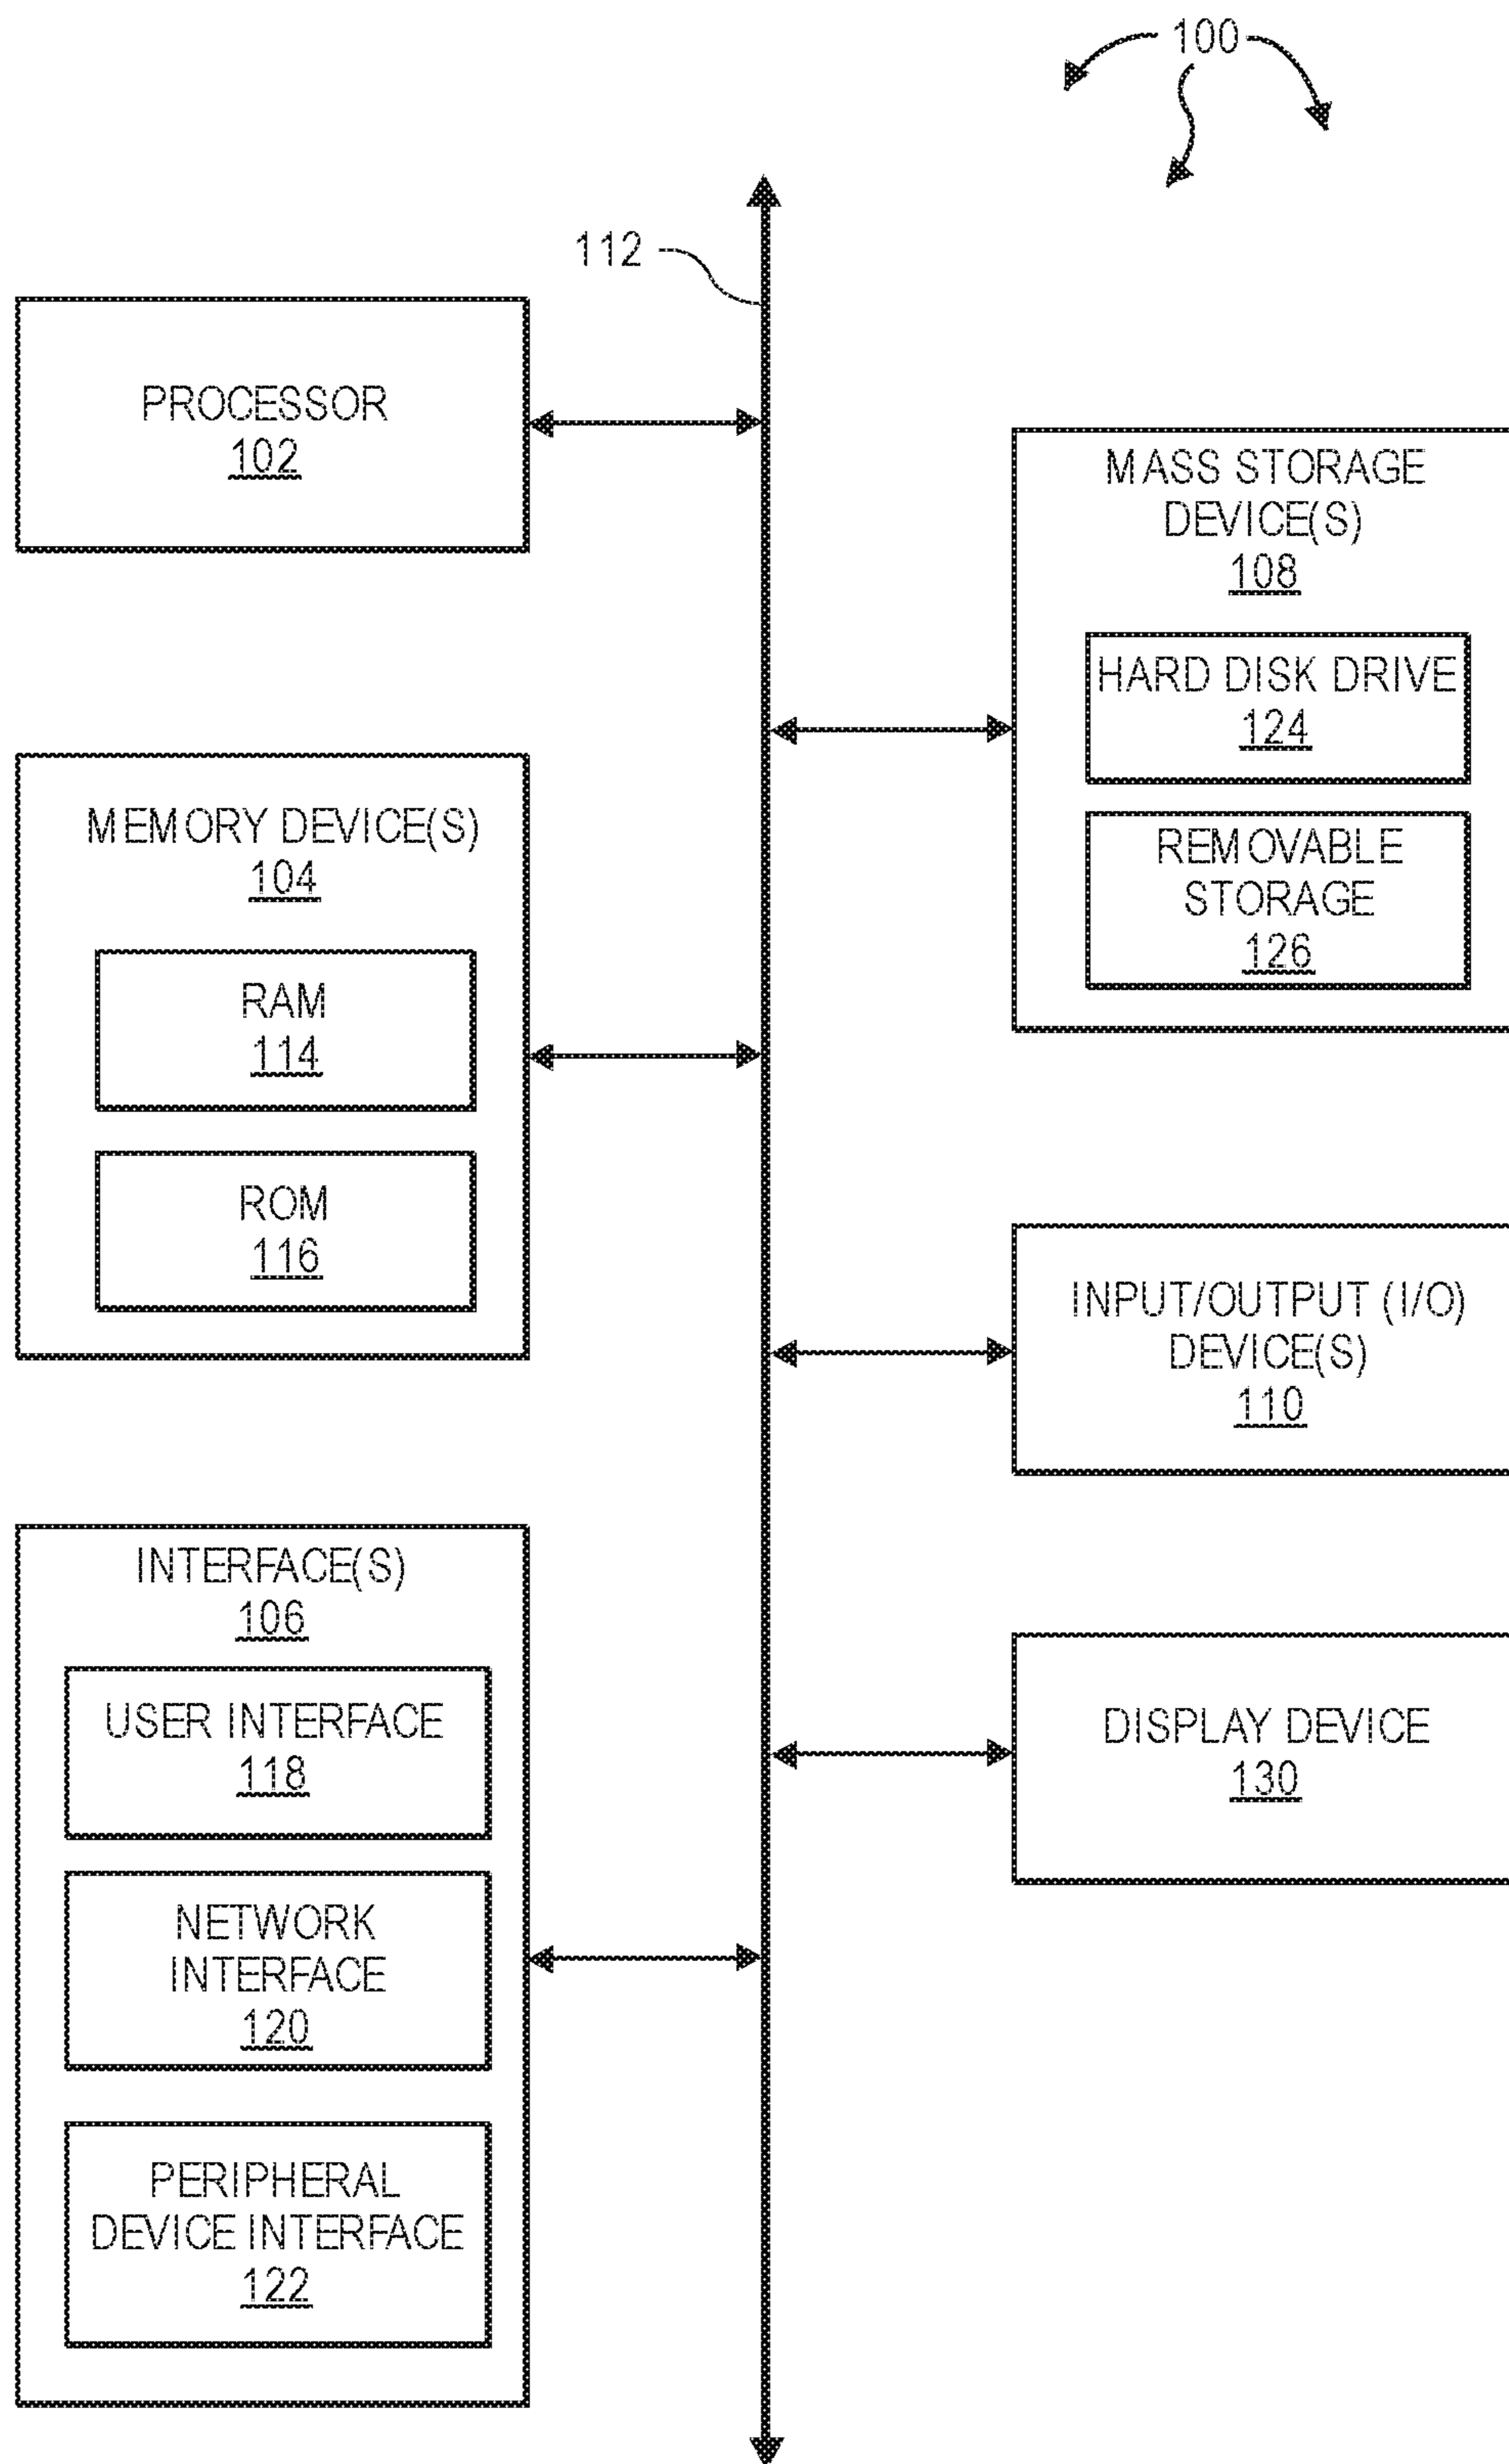 100
112
PROCESSOR
102
MEMORY DEVICE(S)
104
RAM
114
ROM
116
INTERFACE(S)
106
USER INTERFACE
118
NETWORK
INTERFACE
120
PERIPHERAL
DEVICE INTERFACE
122
MASS STORAGE
DEVICE(S)
108
HARD DISK DRIVE
124
REMOVABLE
STORAGE
126
INPUT/OUTPUT (I/O)
DEVICE(S)
110
DISPLAY DEVICE
130